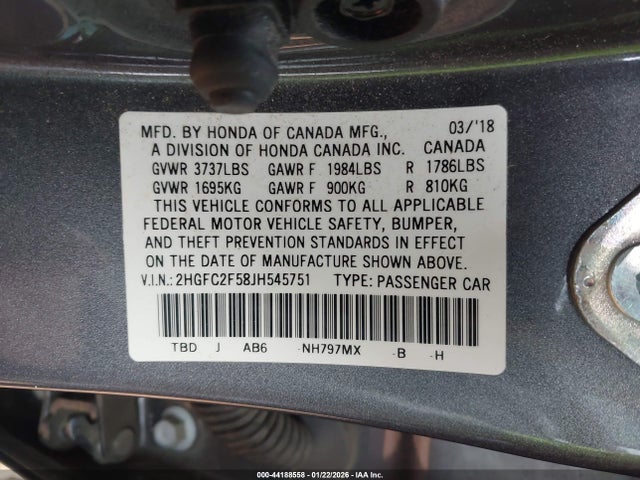 MFD. BY HONDA OF CANADA MFG., 03/'18
A DIVISION OF HONDA CANADA INC. CANADA
GVWR 3737LBS GAWR F 1984LBS R 1786LBS
GVWR 1695KG GAWR F 900KG R 810KG
THIS VEHICLE CONFORMS TO ALL APPLICABLE
FEDERAL MOTOR VEHICLE SAFETY, BUMPER,
AND THEFT PREVENTION STANDARDS IN EFFECT
ON THE DATE OF MANUFACTURE SHOWN ABOVE.
V.I.N.: 2HGFC2F58JH545751 TYPE: PASSENGER CAR
TBD J AB6 -NH797MX -B -H
000-44188558 - 01/22/2026 - IAA Inc.